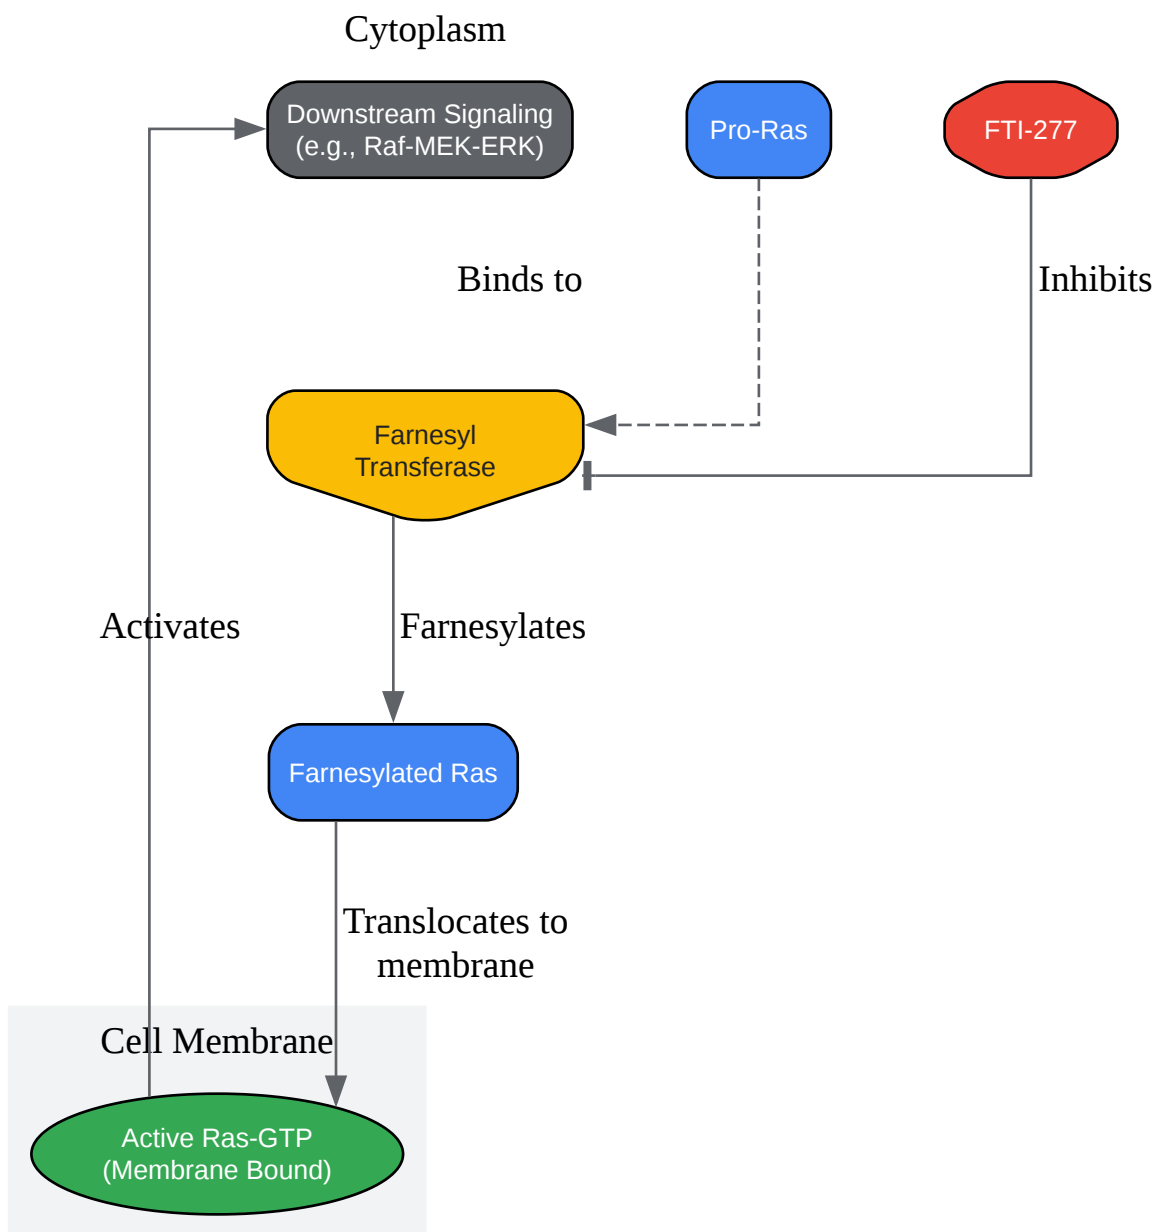 Cytoplasm
Downstream Signaling
(e.g., Raf-MEK-ERK)
Pro-Ras
FTI-277
Binds to
Inhibits
Farnesyl
Transferase
Activates
Farnesylates
Farnesylated Ras
Translocates to
membrane
Cell Membrane
Active Ras-GTP
(Membrane Bound)